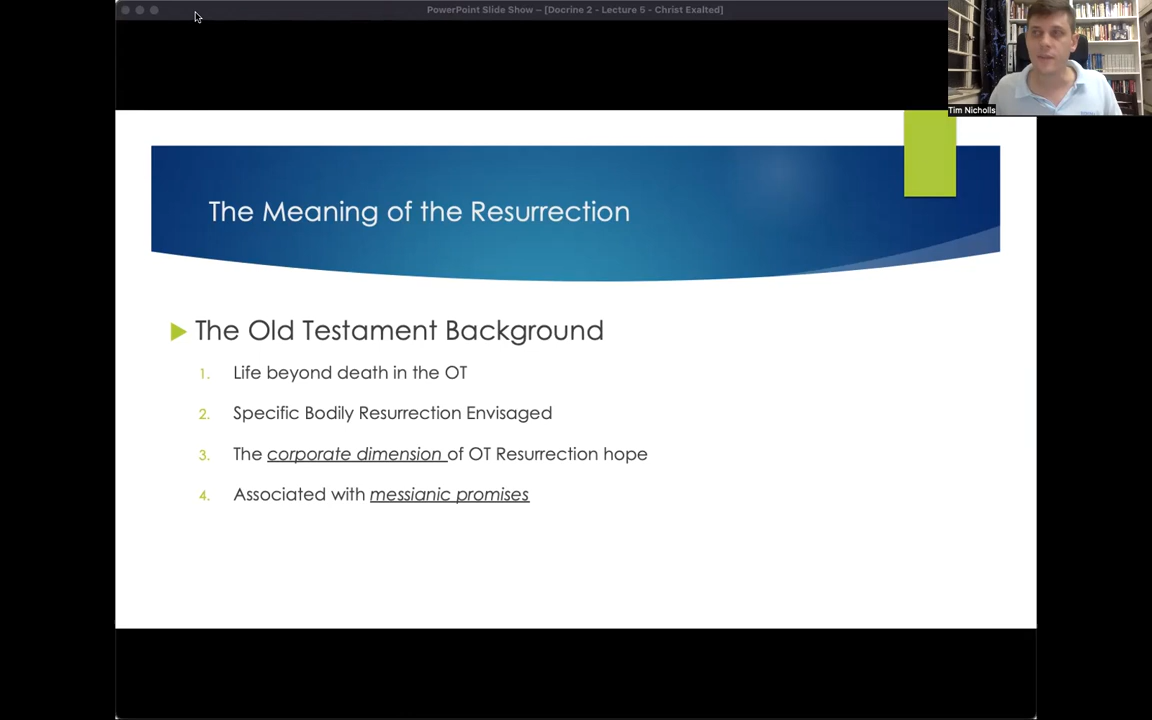 PowerPoint Slide Show – [Docrine 2 - Lecture 5 - Christ Exalted]
Tim Nicholls
The Meaning of the Resurrection
The Old Testament Background
1. Life beyond death in the OT
2. Specific Bodily Resurrection Envisaged
3. The corporate dimension of OT Resurrection hope
4. Associated with messianic promises